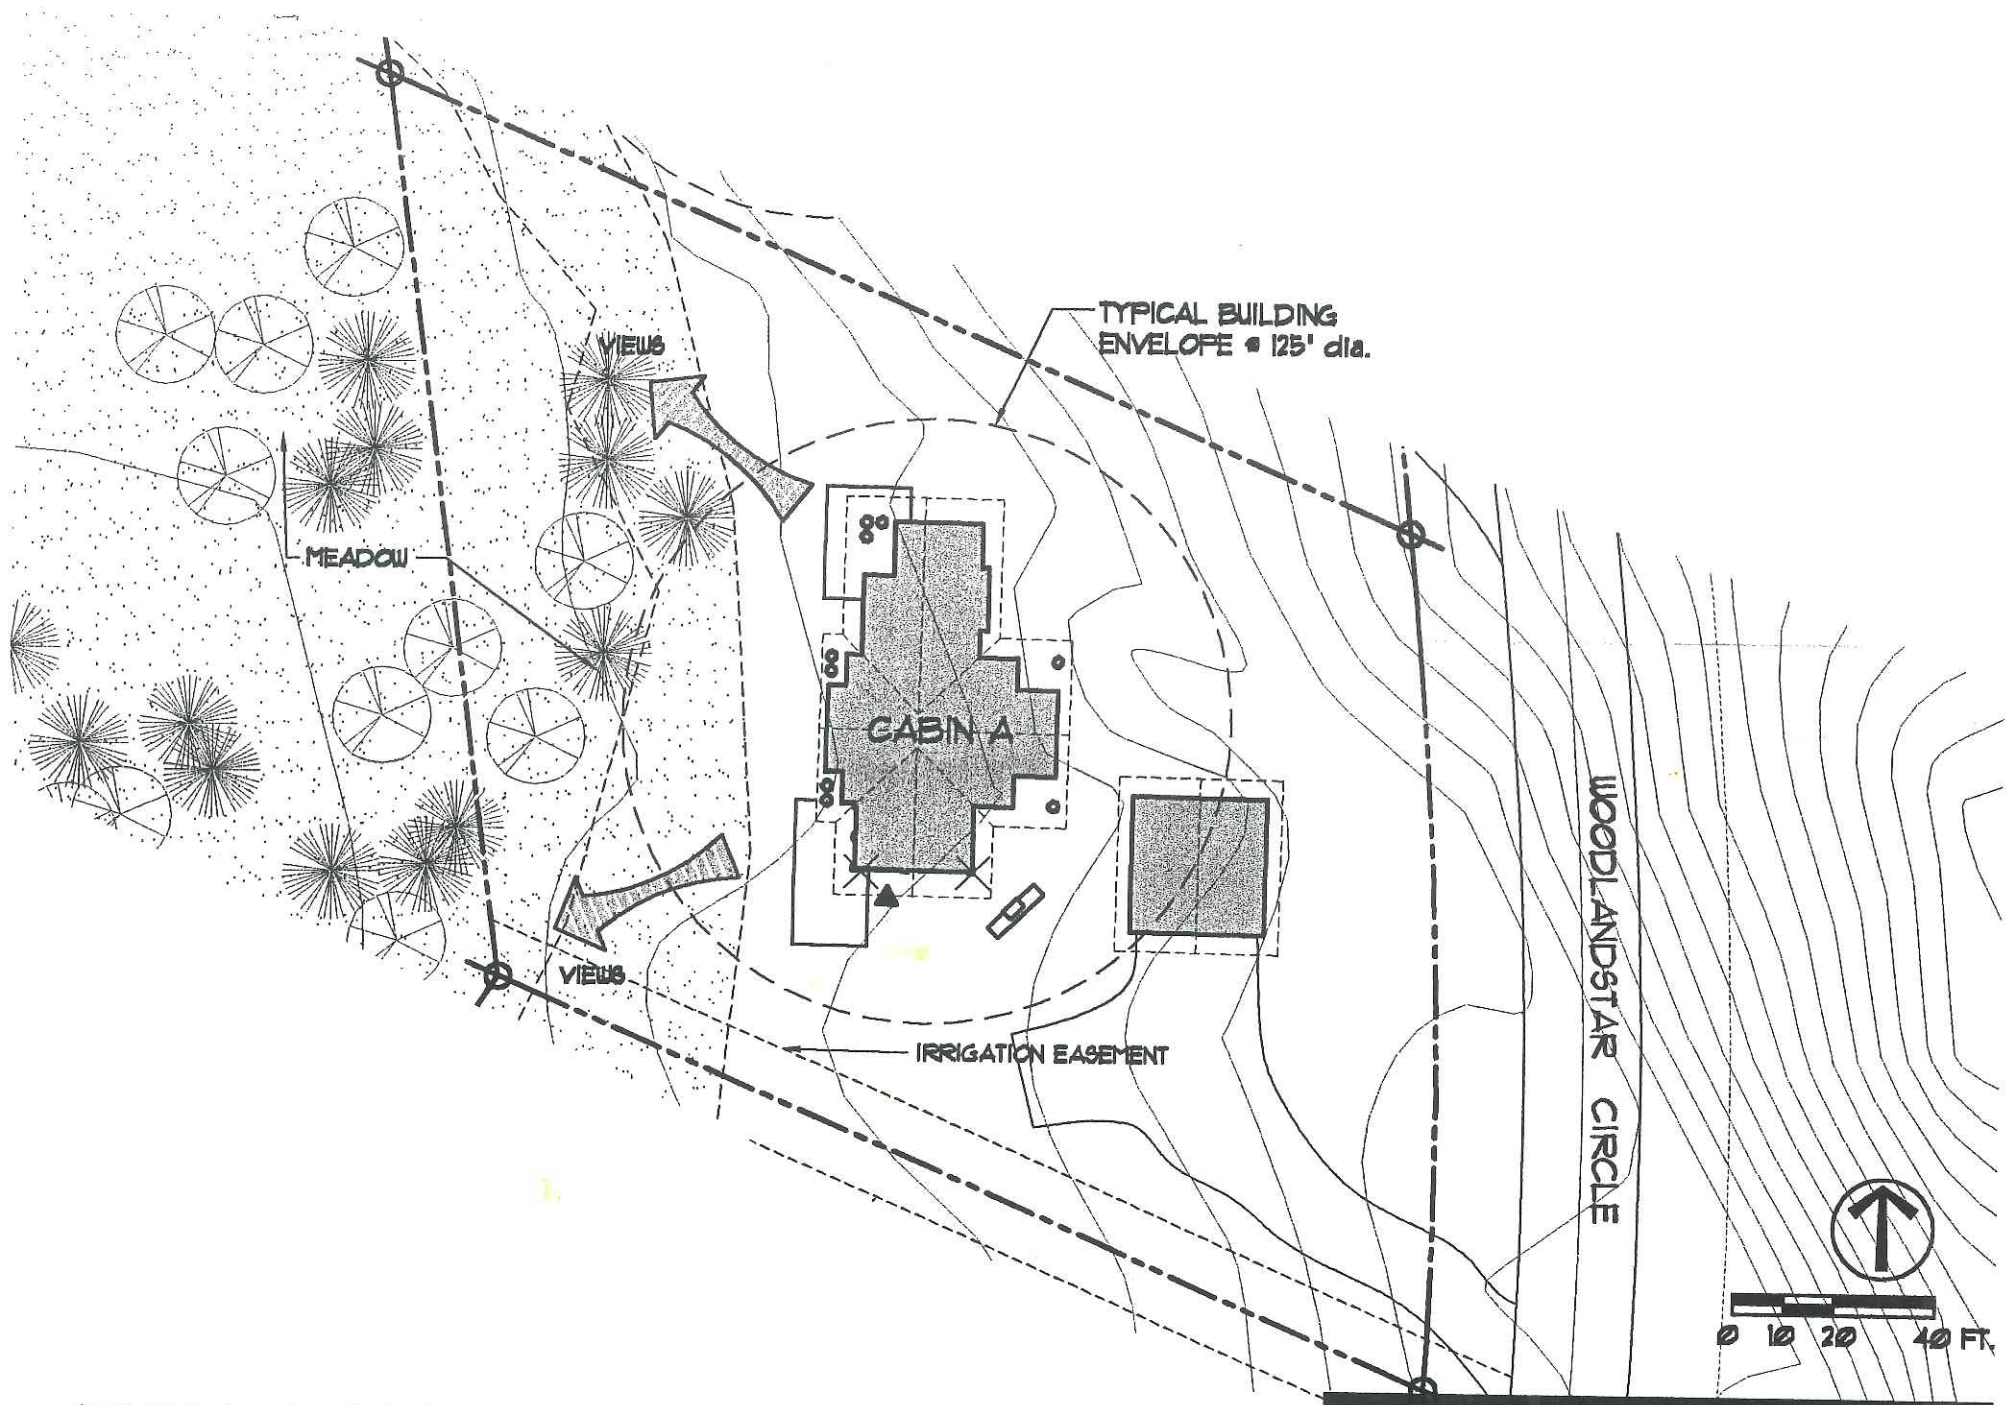 TYPICAL BUILDING
ENVELOPE 125' dia.
VIEWS
MEADOW
CABIN A
WOODLANDSTAR CIRCLE
VIEWS
IRRIGATION EASEMENT
0 10 20 40 FT.